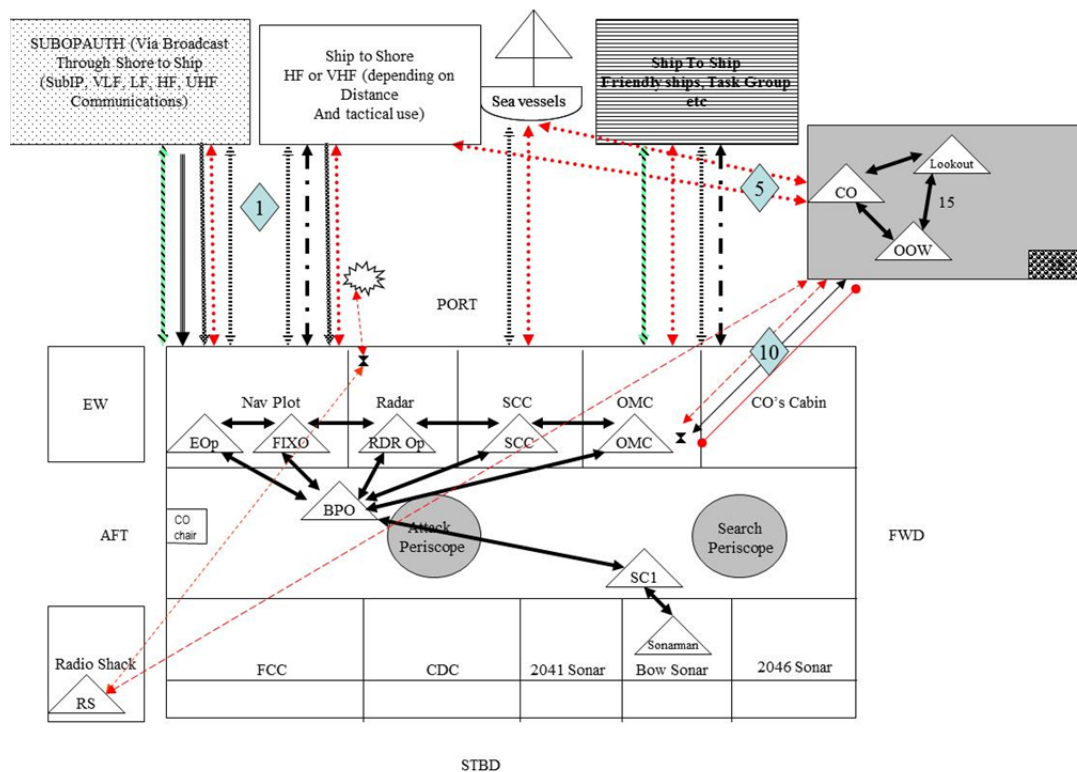 SUBOPAUTH (Via Broadcast
Through Shore to Ship
(SubIP, VLF, LF, HF, UHF
Communications)
Ship to Shore
HF or VHF (depending on
Distance
And tactical use)
Sea vessels
Ship To Ship
Friendly ships, Task Group
etc
Lookout
CO
15
OOW
5
1
PORT
10
EW
Nav Plot
Radar
SCC
OMC
CO's Cabin
EOp
FIXO
RDR Op
SCC
OMC
BPO
CO
chair
AFT
Attack
Periscope
Search
Periscope
FWD
SC1
Sonarman
Radio Shack
RS
FCC
CDC
2041 Sonar
Bow Sonar
2046 Sonar
STBD